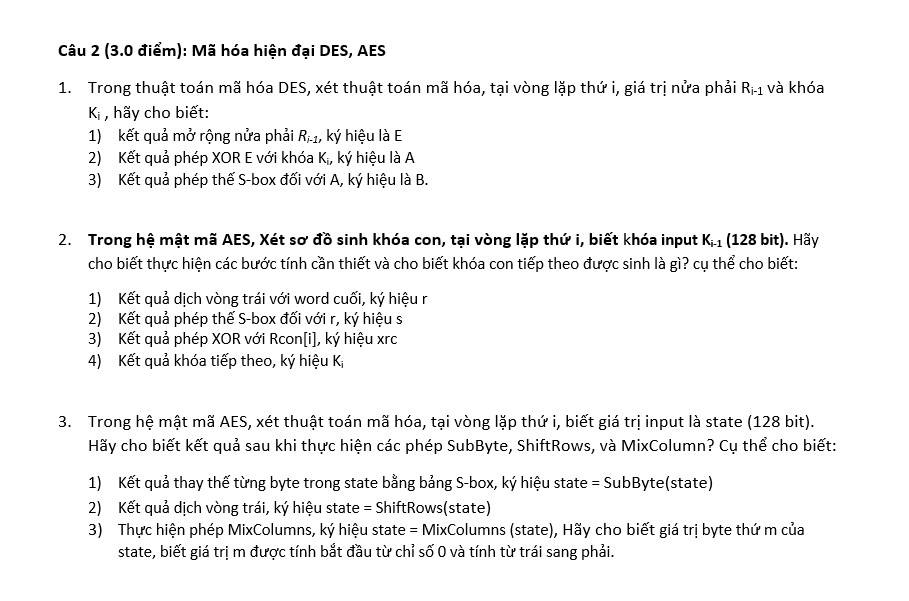 Câu 2 (3.0 điểm): Mã hóa hiện đại DES, AES
1. Trong thuật toán mã hóa DES, xét thuật toán mã hóa, tại vòng lặp thứ i, giá trị nửa phải Ri-1 và khóa
Ki , hãy cho biết:
1) kết quả mở rộng nửa phải Ri-1, ký hiệu là E
2) Kết quả phép XOR E với khóa Ki, ký hiệu là A
3) Kết quả phép thế S-box đối với A, ký hiệu là B.
2. Trong hệ mật mã AES, Xét sơ đồ sinh khóa con, tại vòng lặp thứ i, biết khóa input Ki-1 (128 bit). Hãy
cho biết thực hiện các bước tính cần thiết và cho biết khóa con tiếp theo được sinh là gì? cụ thể cho biết:
1) Kết quả dịch vòng trái với word cuối, ký hiệu r
2) Kết quả phép thế S-box đối với r, ký hiệu s
3) Kết quả phép XOR với Rcon[i], ký hiệu xrc
4) Kết quả khóa tiếp theo, ký hiệu Ki
3. Trong hệ mật mã AES, xét thuật toán mã hóa, tại vòng lặp thứ i, biết giá trị input là state (128 bit).
Hãy cho biết kết quả sau khi thực hiện các phép SubByte, ShiftRows, và MixColumn? Cụ thể cho biết:
1) Kết quả thay thế từng byte trong state bằng bảng S-box, ký hiệu state = SubByte(state)
2) Kết quả dịch vòng trái, ký hiệu state = ShiftRows(state)
3) Thực hiện phép MixColumns, ký hiệu state = MixColumns (state), Hãy cho biết giá trị byte thứ m của
state, biết giá trị m được tính bắt đầu từ chỉ số 0 và tính từ trái sang phải.